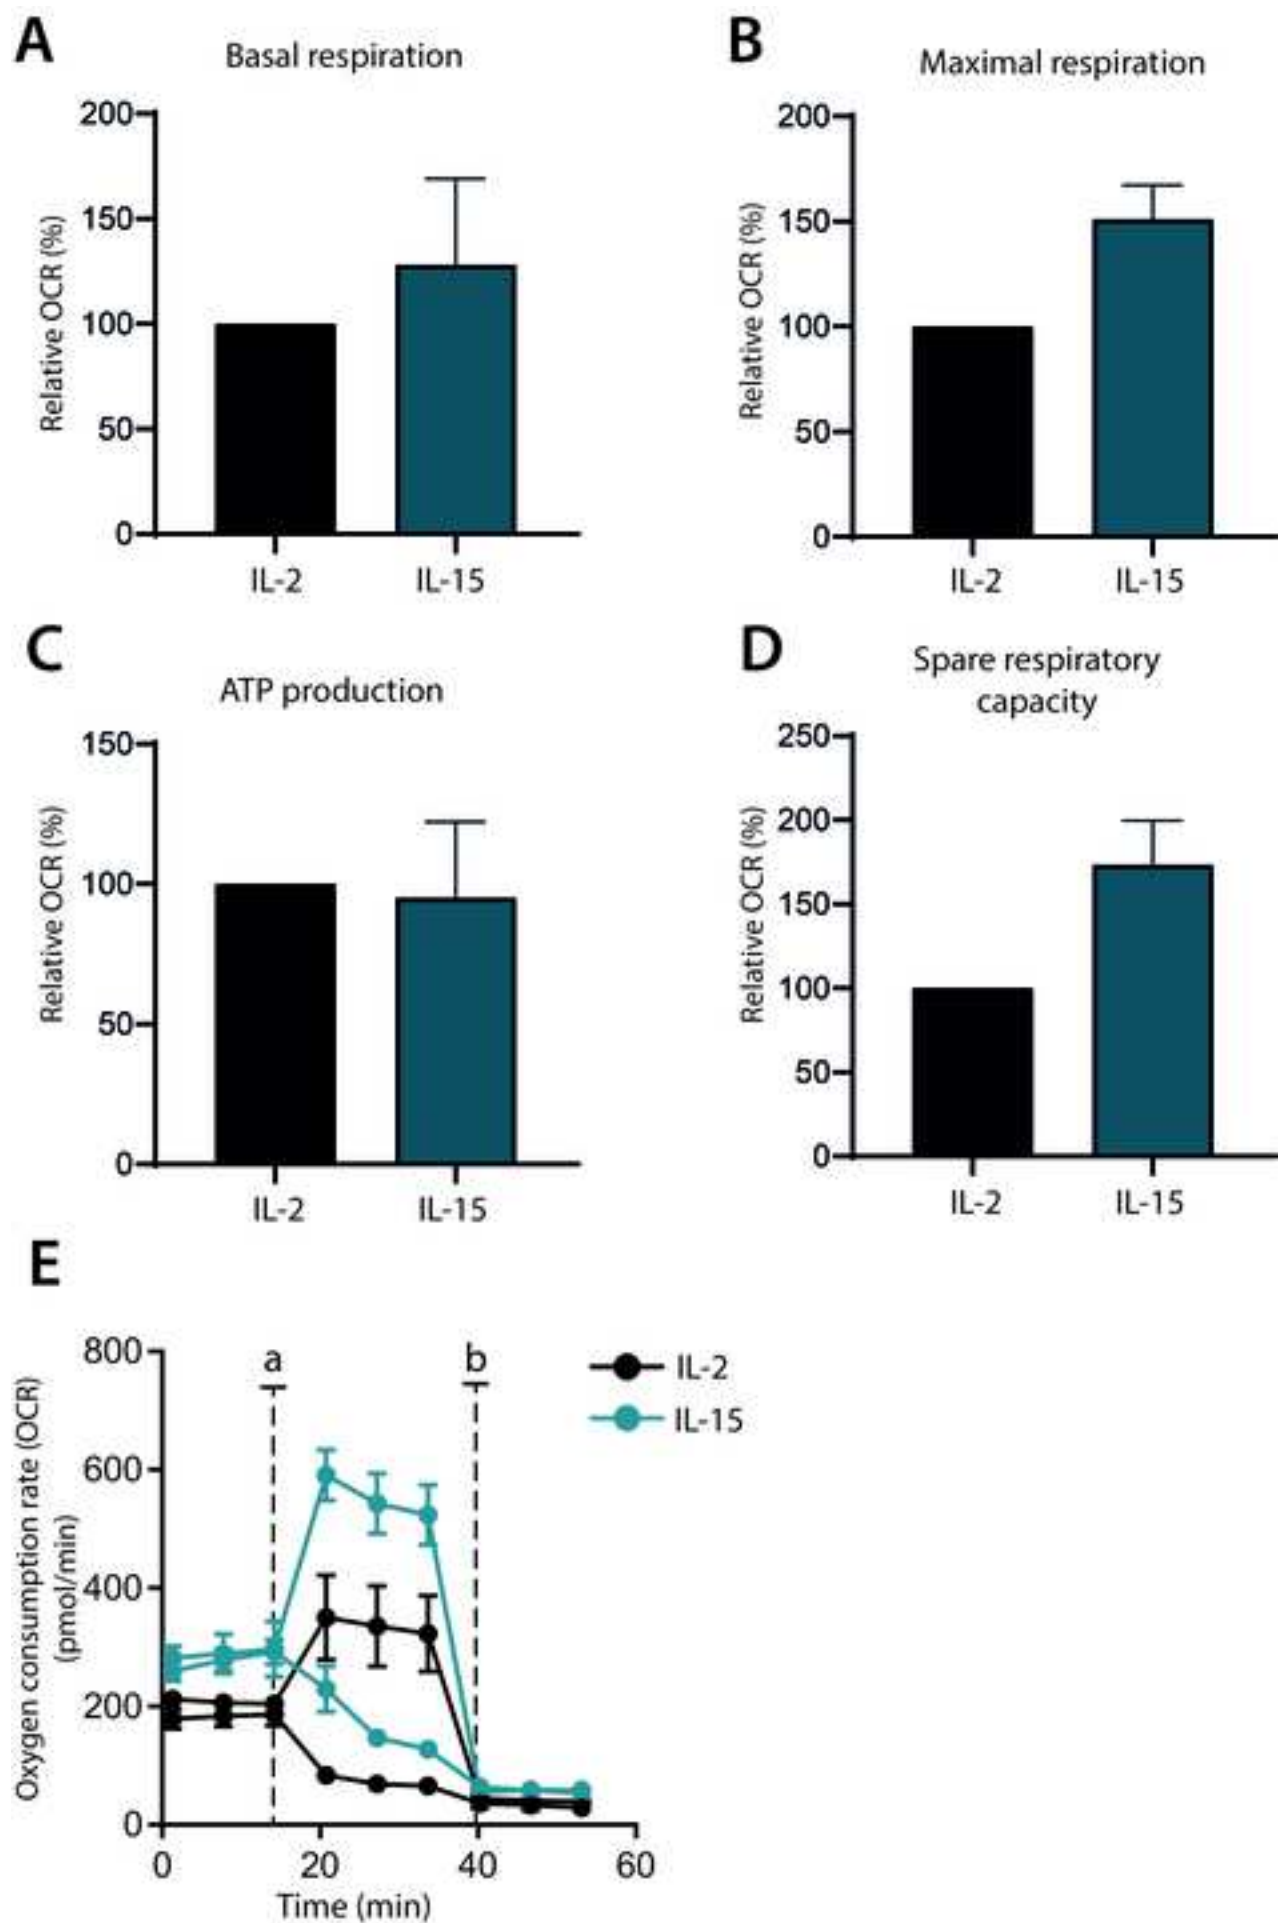 A
Basal respiration
200
150
100
50
0
Relative OCR (%)
IL-2
IL-15
B
Maximal respiration
200
150
100
50
0
Relative OCR (%)
IL-2
IL-15
C
ATP production
150
100
50
0
Relative OCR (%)
IL-2
IL-15
D
Spare respiratory
capacity
250
200
150
100
50
0
Relative OCR (%)
IL-2
IL-15
E
800
600
400
200
0
Oxygen consumption rate (OCR)
(pmol/min)
a
b
IL-2
IL-15
0
20
40
60
Time (min)